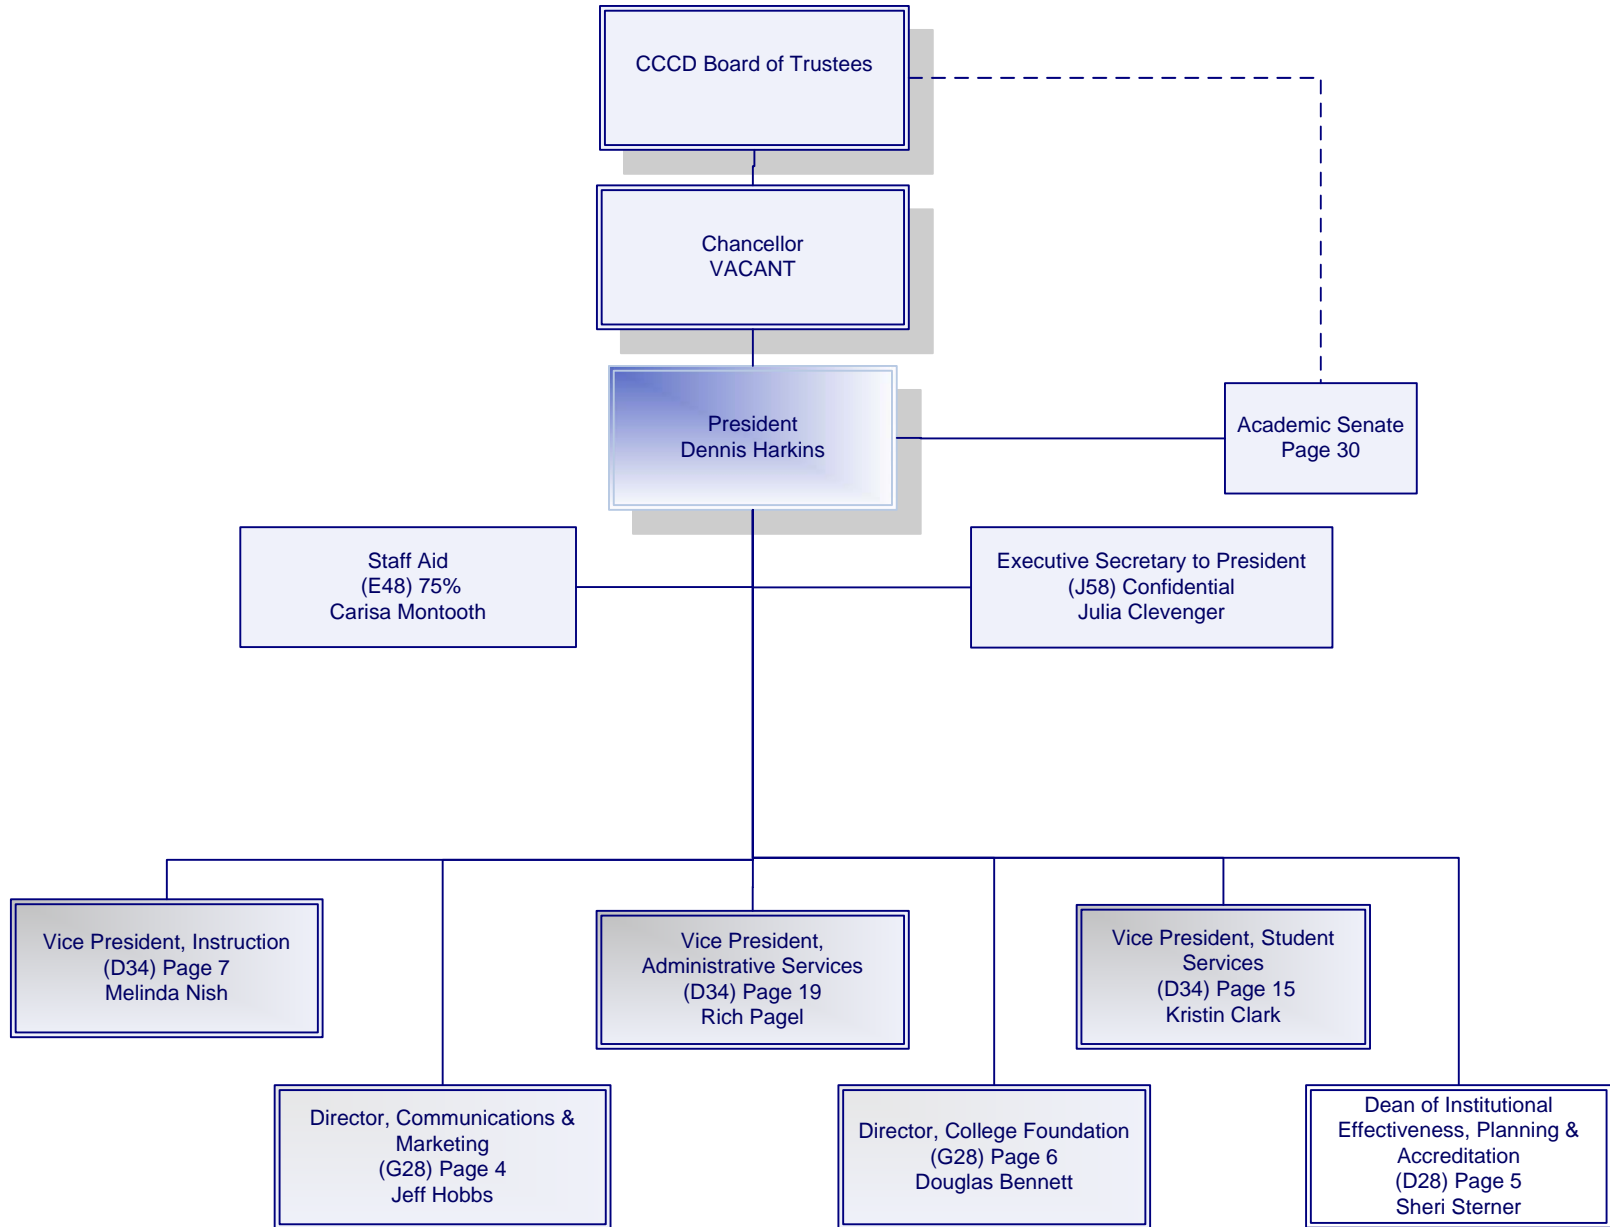 CCCD Board of Trustees
Chancellor
VACANT
President
Dennis Harkins
Academic Senate
Page 30
Staff Aid
(E48) 75%
Carisa Montooth
Executive Secretary to President
(J58) Confidential
Julia Clevenger
Vice President, Instruction
(D34) Page 7
Melinda Nish
Vice President,
Administrative Services
(D34) Page 19
Rich Pagel
Vice President, Student
Services
(D34) Page 15
Kristin Clark
Director, Communications &
Marketing
(G28) Page 4
Jeff Hobbs
Director, College Foundation
(G28) Page 6
Douglas Bennett
Dean of Institutional
Effectiveness, Planning &
Accreditation
(D28) Page 5
Sheri Sterner